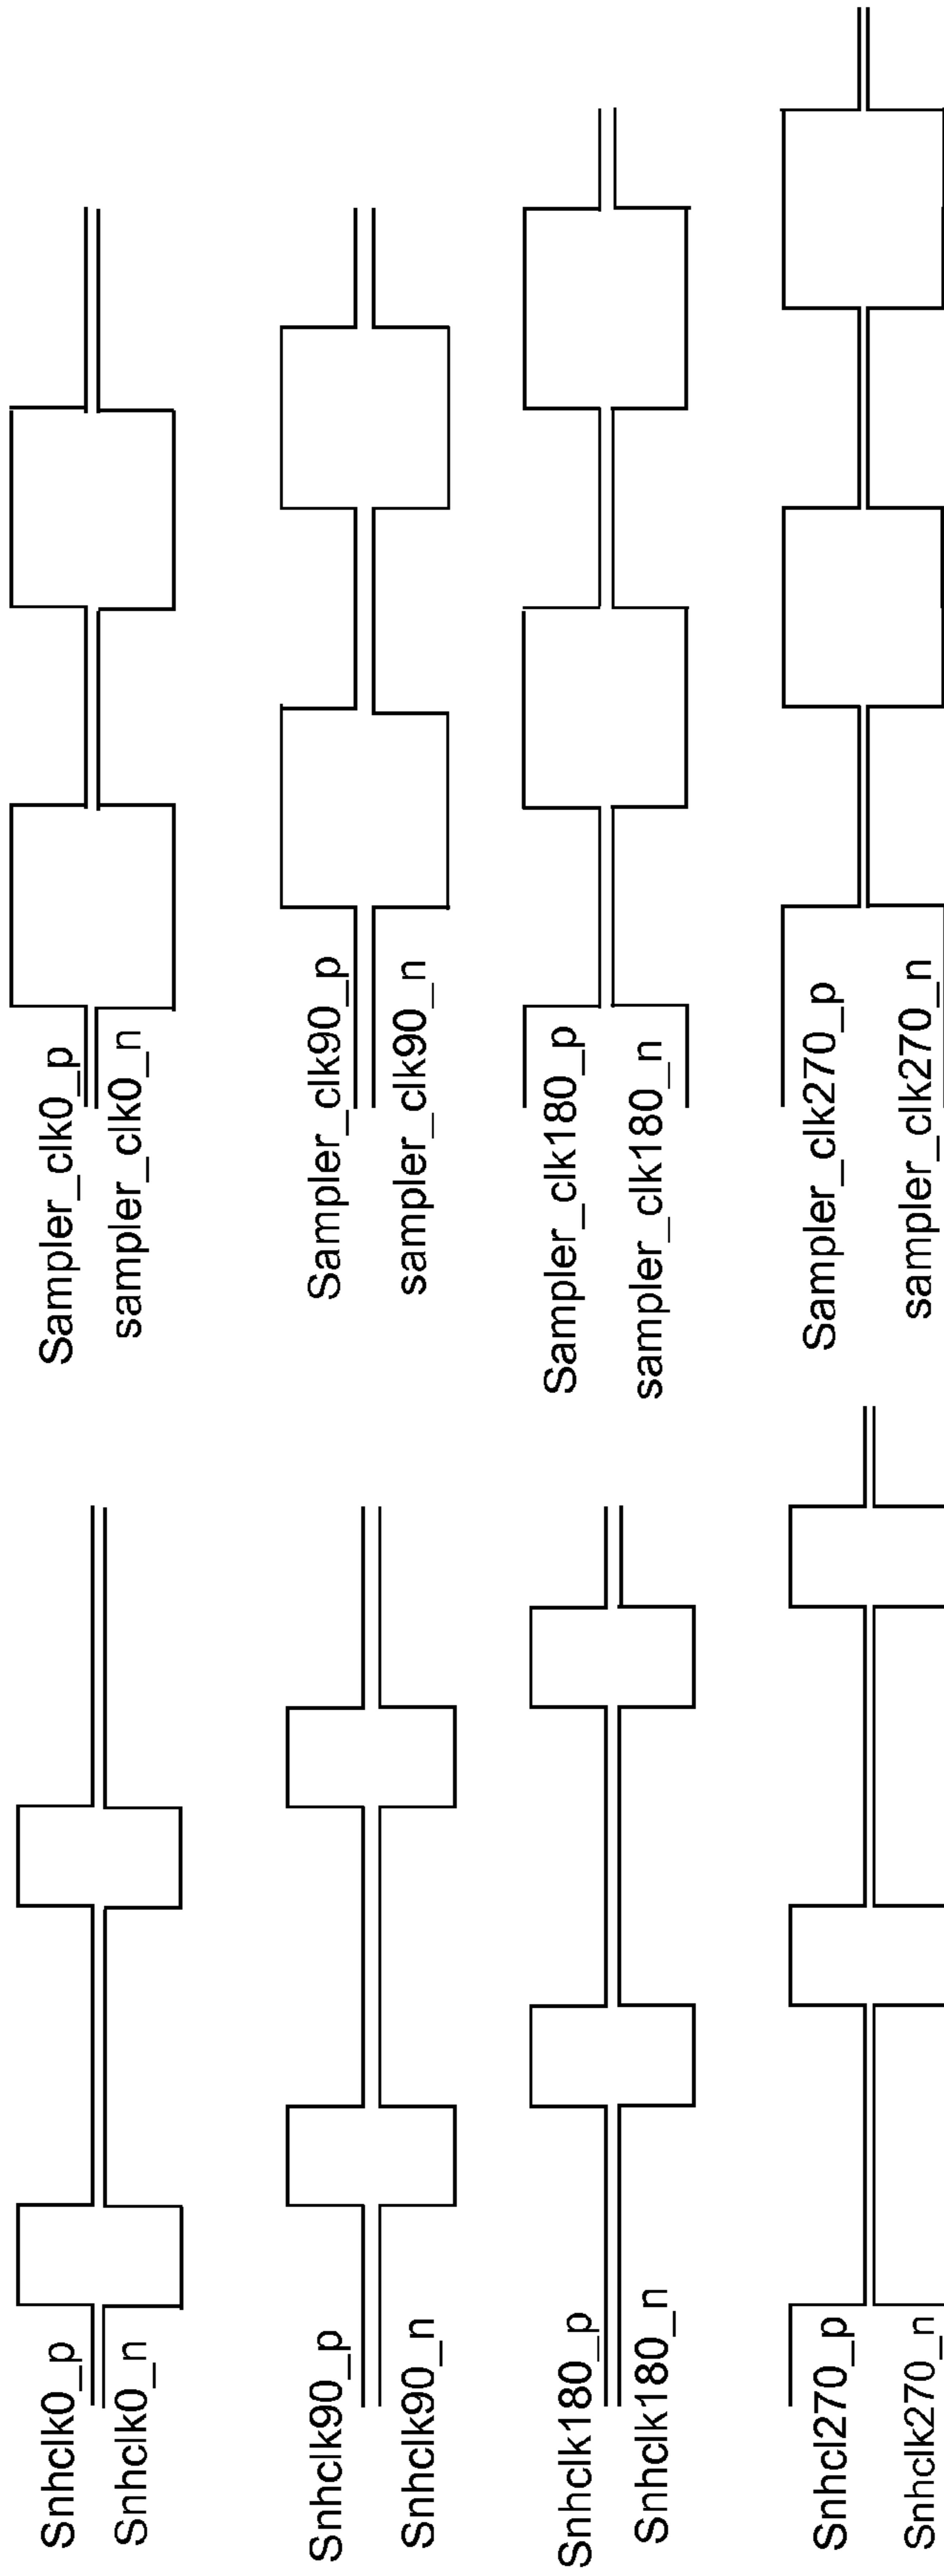 Snhclk0_p
Snhclk0_n
Snhclk90_p
Snhclk90_n
Snhclk180_p
Snhclk180_n
Snhcl270_p
Snhclk270_n
Sampler_clk0_p
sampler_clk0_n
Sampler_clk90_p
sampler_clk90_n
Sampler_clk180_p
sampler_clk180_n
Sampler_clk270_p
sampler_clk270_n